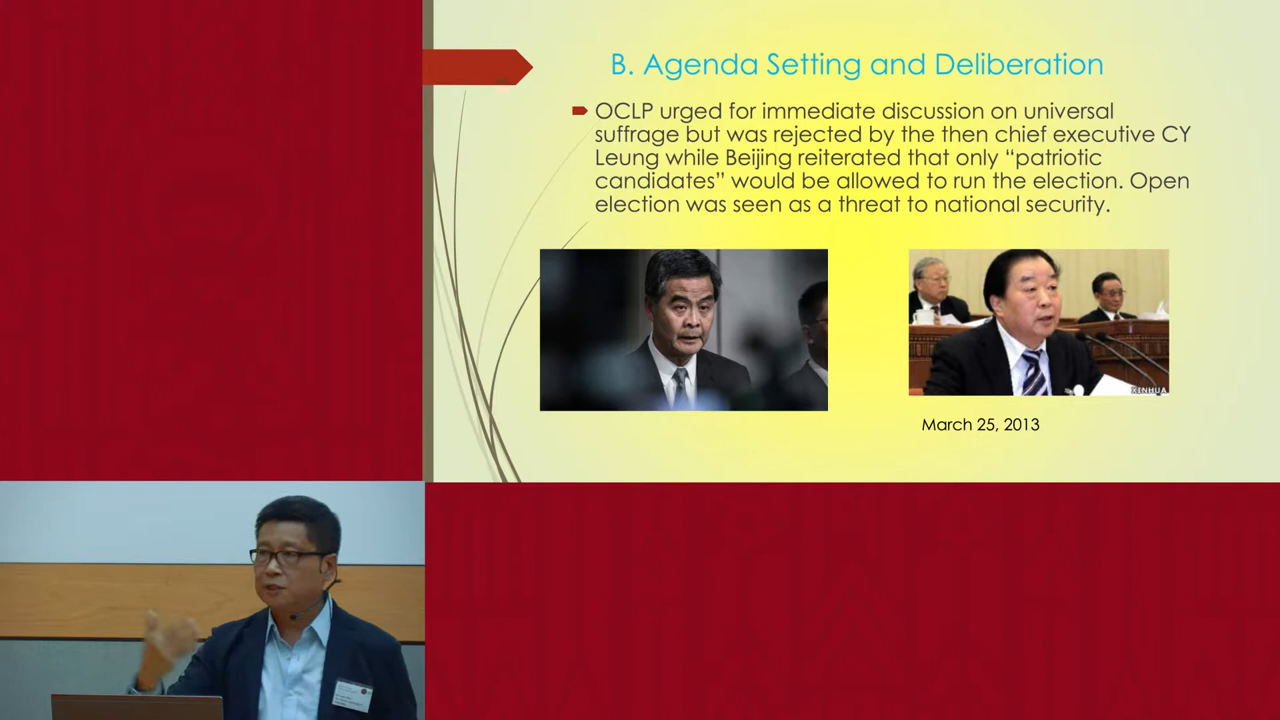 B. Agenda Setting and Deliberation
OCLP urged for immediate discussion on universal
suffrage but was rejected by the then chief executive CY
Leung while Beijing reiterated that only “patriotic
candidates” would be allowed to run the election. Open
election was seen as a threat to national security.
XINHUA
March 25, 2013